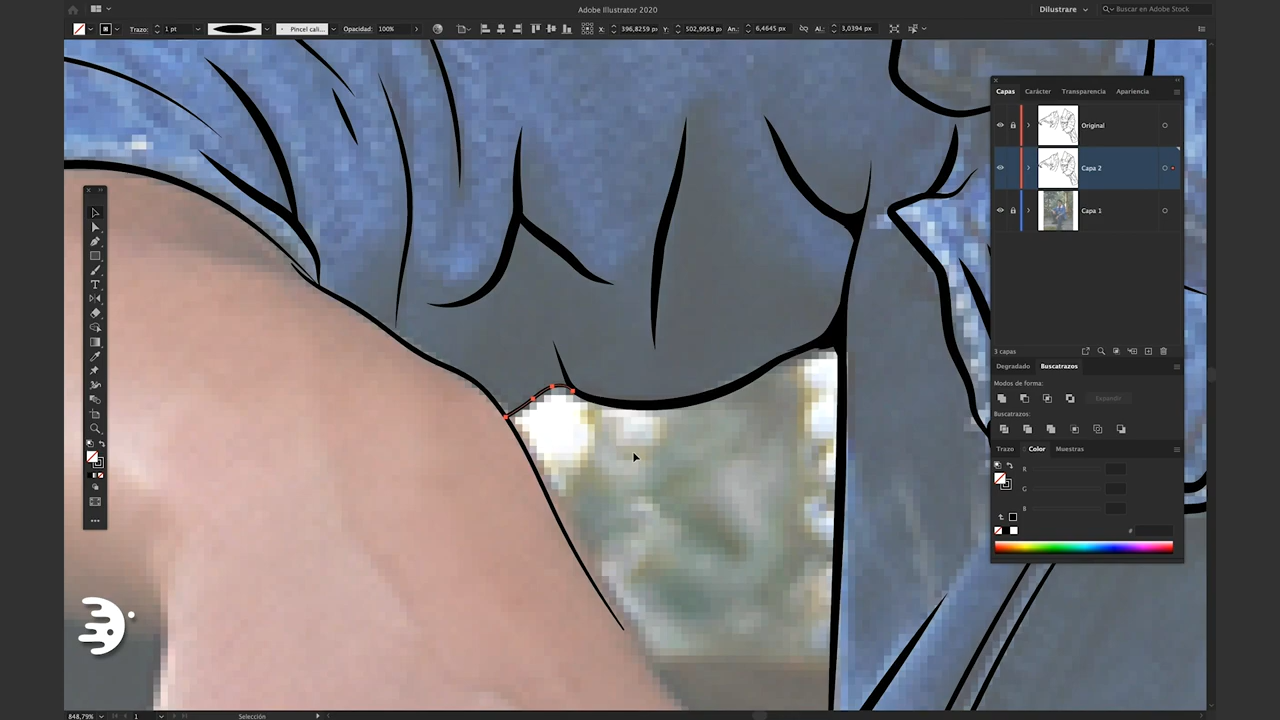 Adobe Illustrator 2020
Dilustrare
Buscar en Adobe Stock
Trazo: 1 pt Pincel cali... Opacidad: 100% X: 396,8259 px Y: 502,9958 p An.: 6,4645 px AL: 3,0394 px
Capas Carácter Transparencia Apariencia
Original
Capa 2
Capa 1
3 capas
Degradado Buscatrazos
Modos de forma:
Expandir
Buscatrazos:
Trazo Color Muestras
R
G
B
#
848,79% 1 Selección